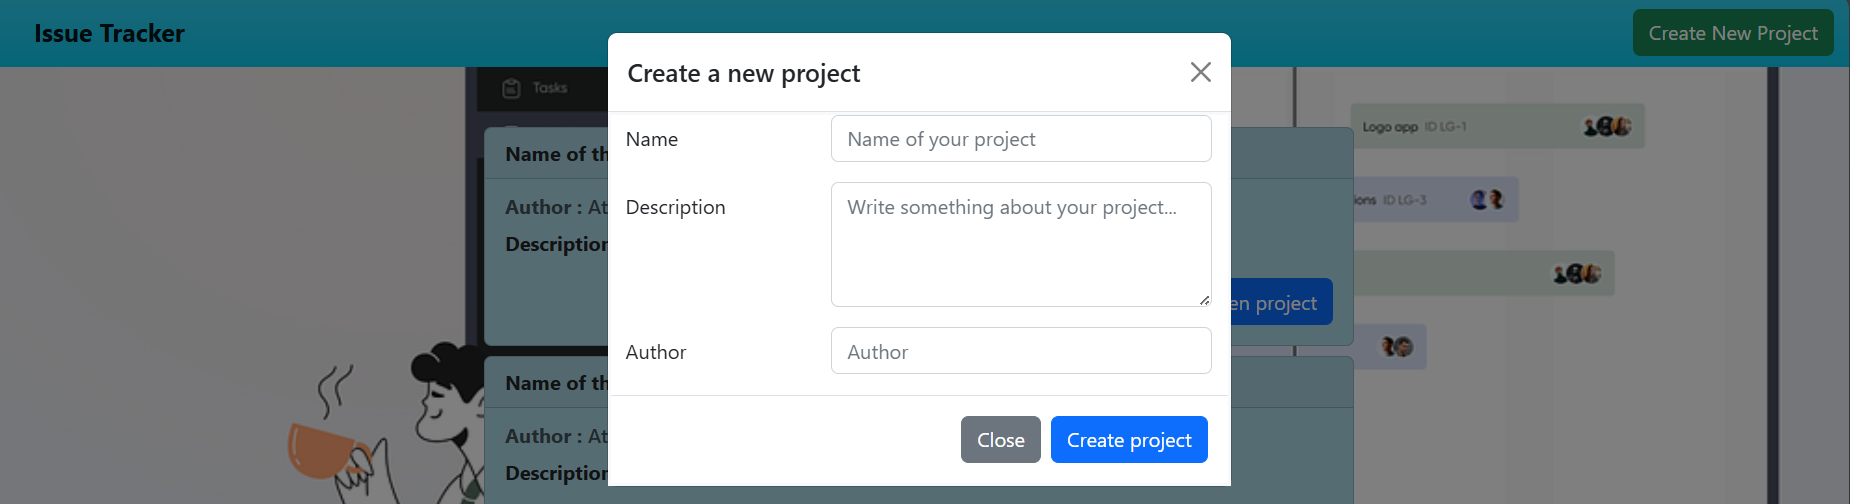 Issue Tracker
Create New Project
Create a new project
Tasks
Name
Name of your project
Logo app ID LG-1
Name of th
Author : At
Description
Description
Write something about your project...
ions ID LG-3
en project
Author
Author
Name of th
Author : At
Description
Close
Create project